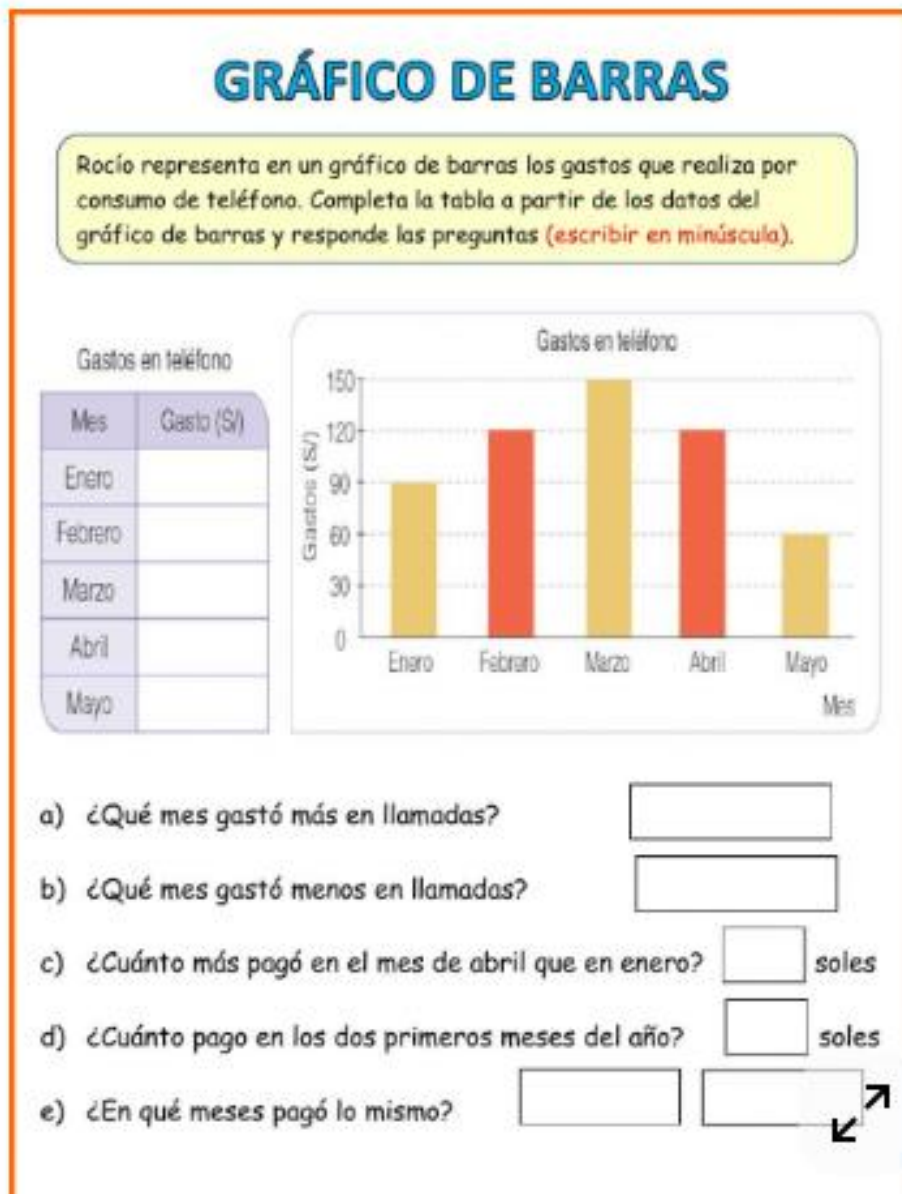 GRÁFICO DE BARRAS
Rocío representa en un gráfico de barras los gastos que realiza por
consumo de teléfono. Completa la tabla a partir de los datos del
gráfico de barras y responde las preguntas (escribir en minúscula).
Gastos en teléfono
Mes Gasto (S/)
Enero
Febrero
Marzo
Abril
Mayo
Gastos en teléfono
Gastos (S/)
150
120
90
60
30
0
Enero Febrero Marzo Abril Mayo
Mes
a) ¿Qué mes gastó más en llamadas?
b) ¿Qué mes gastó menos en llamadas?
c) ¿Cuánto más pagó en el mes de abril que en enero? soles
d) ¿Cuánto pago en los dos primeros meses del año? soles
e) ¿En qué meses pagó lo mismo?